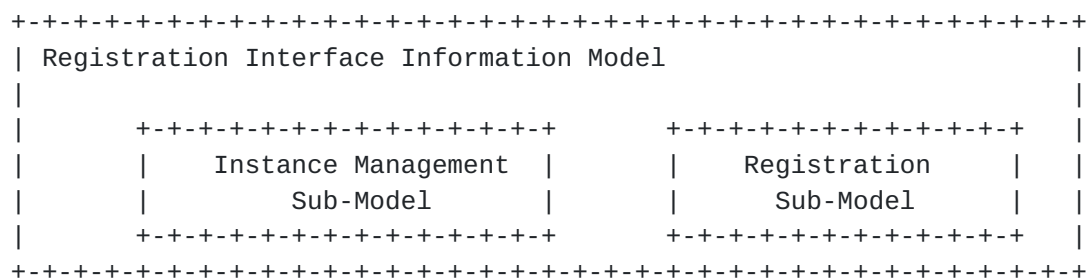 +-+-+-+-+-+-+-+-+-+-+-+-+-+-+-+-+-+-+-+-+-+-+-+-+-+-+-+-+-+-+-+-+-+-+
| Registration Interface Information Model                          |
|                                                                   |
|       +-+-+-+-+-+-+-+-+-+-+-+-+-+       +-+-+-+-+-+-+-+-+-+-+-+   |
|       |    Instance Management  |       |    Registration     |   |
|       |         Sub-Model       |       |      Sub-Model      |   |
|       +-+-+-+-+-+-+-+-+-+-+-+-+-+       +-+-+-+-+-+-+-+-+-+-+-+   |
+-+-+-+-+-+-+-+-+-+-+-+-+-+-+-+-+-+-+-+-+-+-+-+-+-+-+-+-+-+-+-+-+-+-+